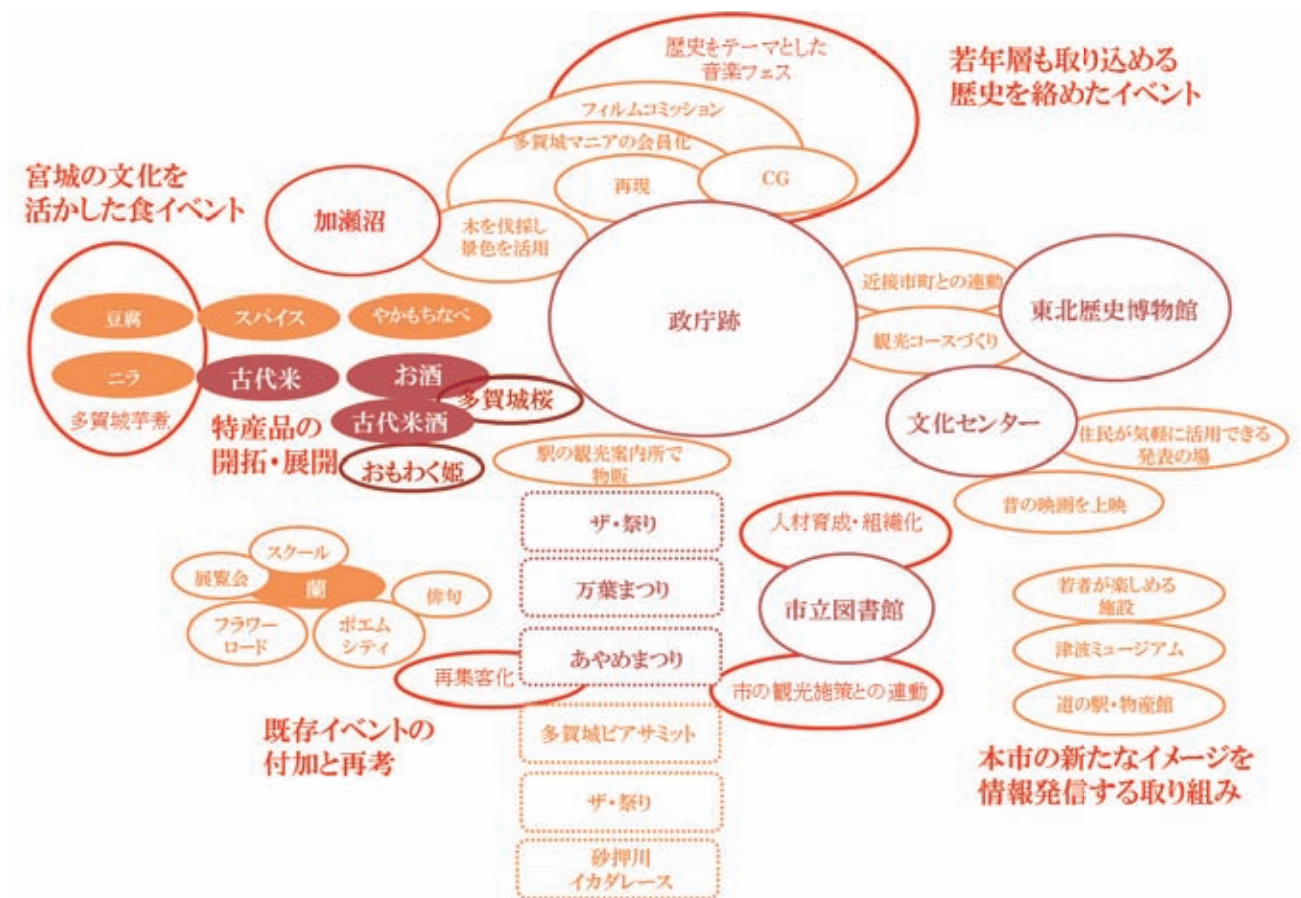 歴史をテーマとした
音楽フェス
若年層も取り込める
歴史を絡めたイベント
フィルムコミッション
多賀城マニアの会員化
再現
CG
宮城の文化を
活かした食イベント
加瀬沼
木を伐採し
景色を活用
政庁跡
近接市町との連動
観光コースづくり
東北歴史博物館
豆腐
スパイス
やかもちなべ
ニラ
古代米
お酒
多賀城桜
多賀城芋煮
特産品の
開拓・展開
古代米酒
おもわく姫
駅の観光案内所で
物販
文化センター
住民が気軽に活用できる
発表の場
昔の映画を上映
ザ・祭り
万葉まつり
あやめまつり
多賀城ビアサミット
ザ・祭り
砂押川
イカダレース
人材育成・組織化
市立図書館
市の観光施策との連動
スクール
展覧会
蘭
俳句
フラワー
ロード
ポエム
シティ
再集客化
既存イベントの
付加と再考
若者が楽しめる
施設
津波ミュージアム
道の駅・物産館
本市の新たなイメージを
情報発信する取り組み